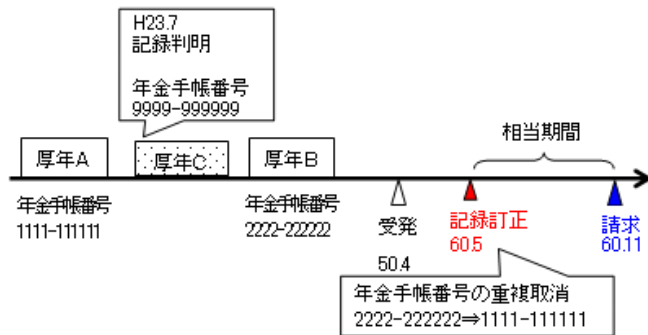 H23.7
記録判明
年金手帳番号
9999-999999
相当期間
厚年A
厚年C
厚年B
年金手帳番号
1111-111111
年金手帳番号
2222-222222
受発
50.4
記録訂正
60.5
請求
60.11
年金手帳番号の重複取消
2222-222222⇒1111-111111